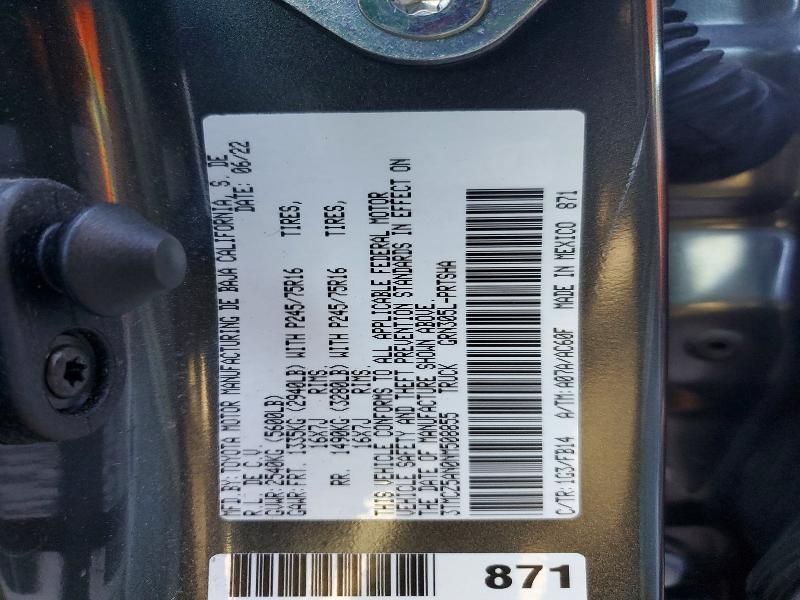 MFD.BY: TOYOTA MOTOR MANUFACTURING DE BAJA CALIFORNIA, S. DE
R.L. DE C.V. DATE: 06/22
GVWR: 2540KG (5600LB)
GAWR: FRT. 1335KG (2940LB) WITH P245/75R16 TIRES,
16X7J RIMS,
RR. 1490KG (3280LB) WITH P245/75R16 TIRES,
16X7J RIMS.
THIS VEHICLE CONFORMS TO ALL APPLICABLE FEDERAL MOTOR
VEHICLE SAFETY AND THEFT PREVENTION STANDARDS IN EFFECT ON
THE DATE OF MANUFACTURE SHOWN ABOVE.
3TMCZ5AN0NM508855 TRUCK GRN305L-PRTSHA
C/TR: 1G3/FB14 A/TM: A07A/AC60F MADE IN MEXICO 871
871